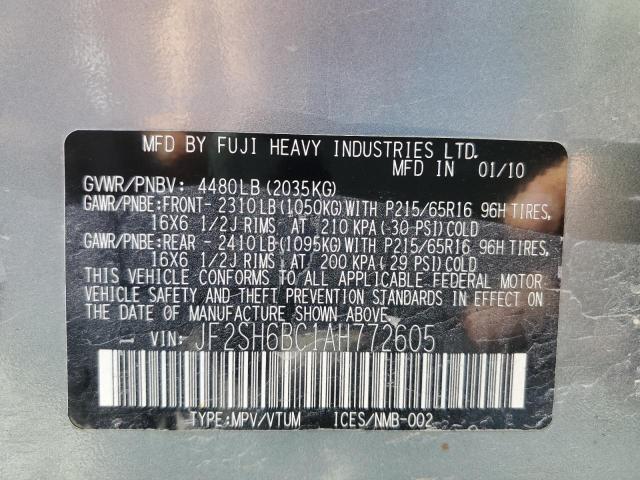 MFD BY FUJI HEAVY INDUSTRIES LTD.
MFD IN 01/10
GVWR/PNBV: 4480LB(2035KG)
GAWR/PNBE:FRONT- 2310LB(1050KG)WITH P215/65R16 96H TIRES,
16X6 1/2J RIMS AT 210 KPA(-30 PSI)COLD
GAWR/PNBE:REAR - 2410LB(1095KG)WITH P215/65R16 96H TIRES,
16X6 1/2J RIMS AT 200 KPA(29 PSI)COLD
THIS VEHICLE CONFORMS TO ALL APPLICABLE FEDERAL MOTOR
VEHICLE SAFETY AND THEFT PREVENTION STANDARDS IN EFFECT ON
THE DATE OF MANUFACTURE SHOWN ABOVE.
VIN: JF2SH6BC1AH772605
TYPE:MPV/VTUM ICES/NMB-002